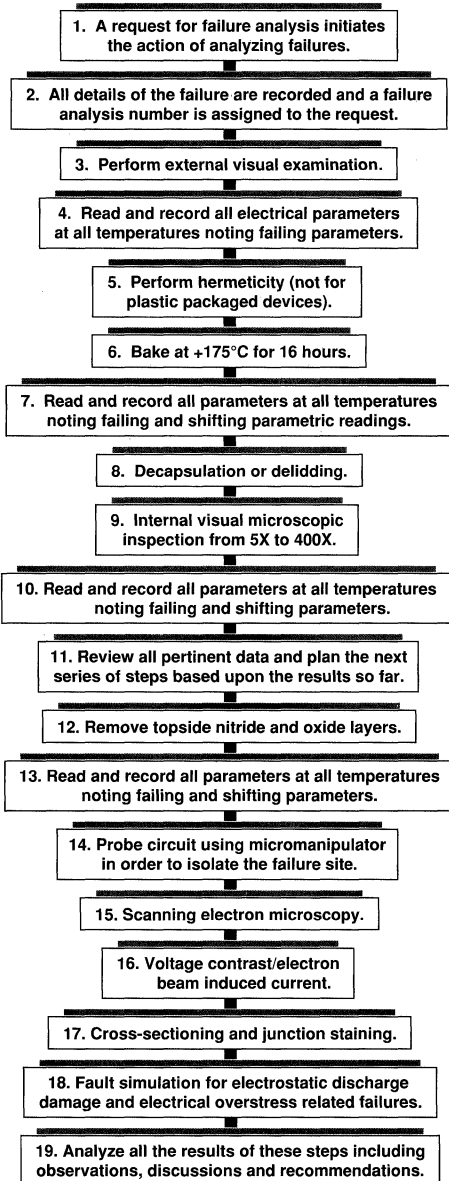 1. A request for failure analysis initiates
the action of analyzing failures.
2. All details of the failure are recorded and a failure
analysis number is assigned to the request.
3. Perform external visual examination.
4. Read and record all electrical parameters
at all temperatures noting failing parameters.
5. Perform hermeticity (not for
plastic packaged devices).
6. Bake at +175°C for 16 hours.
7. Read and record all parameters at all temperatures
noting failing and shifting parametric readings.
8. Decapsulation or delidding.
9. Internal visual microscopic
inspection from 5X to 400X.
10. Read and record all parameters at all temperatures
noting failing and shifting parameters.
11. Review all pertinent data and plan the next
series of steps based upon the results so far.
12. Remove topside nitride and oxide layers.
13. Read and record all parameters at all temperatures
noting failing and shifting parameters.
14. Probe circuit using micromanipulator
in order to isolate the failure site.
15. Scanning electron microscopy.
16. Voltage contrast/electron
beam induced current.
17. Cross-sectioning and junction staining.
18. Fault simulation for electrostatic discharge
damage and electrical overstress related failures.
19. Analyze all the results of these steps including
observations, discussions and recommendations.